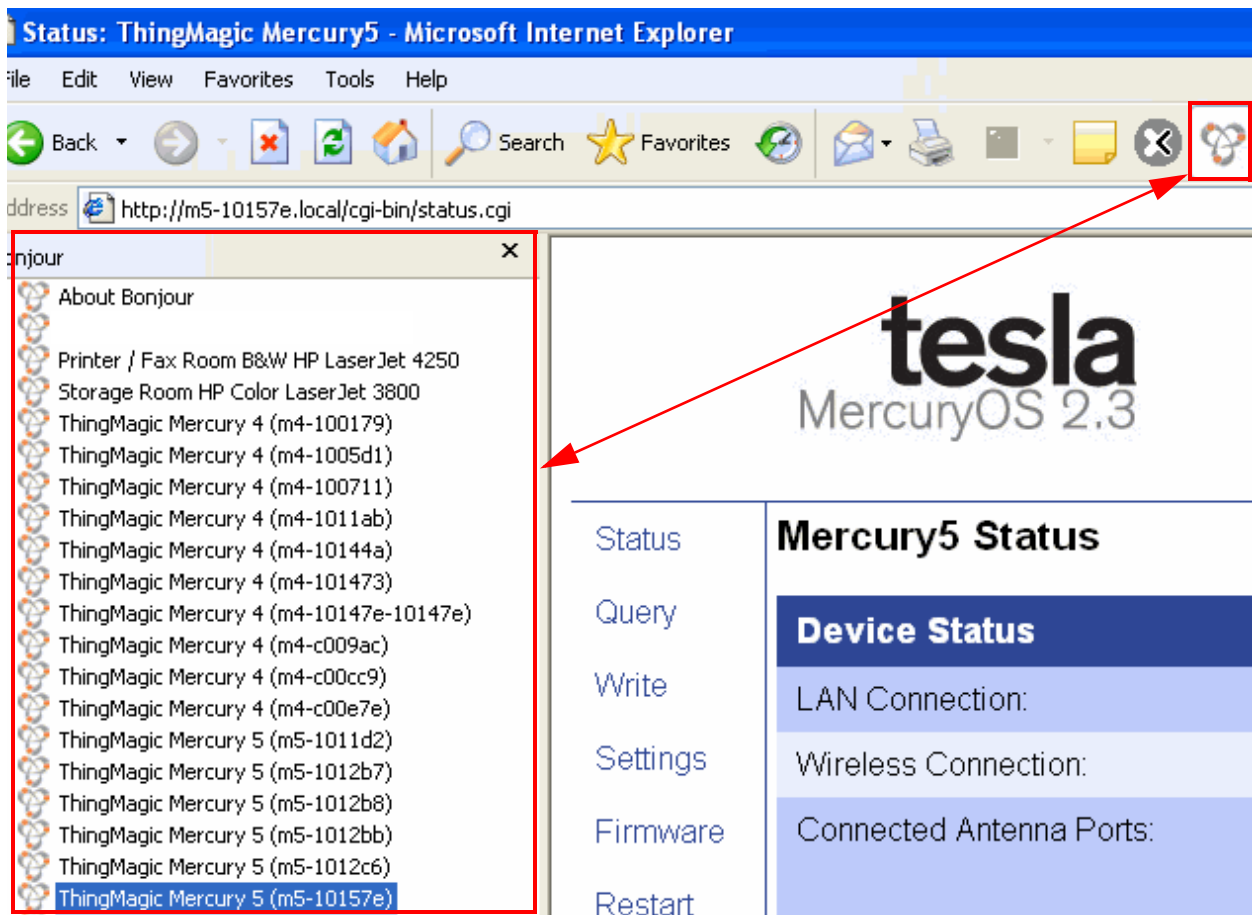 Status: ThingMagic Mercury5 - Microsoft Internet Explorer
File Edit View Favorites Tools Help
Back Search Favorites
ddress http://m5-10157e.local/cgi-bin/status.cgi
onjour
About Bonjour
Printer / Fax Room B&W HP LaserJet 4250
Storage Room HP Color LaserJet 3800
ThingMagic Mercury 4 (m4-100179)
ThingMagic Mercury 4 (m4-1005d1)
ThingMagic Mercury 4 (m4-100711)
ThingMagic Mercury 4 (m4-1011ab)
ThingMagic Mercury 4 (m4-10144a)
ThingMagic Mercury 4 (m4-101473)
ThingMagic Mercury 4 (m4-10147e-10147e)
ThingMagic Mercury 4 (m4-c009ac)
ThingMagic Mercury 4 (m4-c00cc9)
ThingMagic Mercury 4 (m4-c00e7e)
ThingMagic Mercury 5 (m5-1011d2)
ThingMagic Mercury 5 (m5-1012b7)
ThingMagic Mercury 5 (m5-1012b8)
ThingMagic Mercury 5 (m5-1012bb)
ThingMagic Mercury 5 (m5-1012c6)
ThingMagic Mercury 5 (m5-10157e)
tesla
MercuryOS 2.3
Status
Query
Write
Settings
Firmware
Restart
Mercury5 Status
Device Status
LAN Connection:
Wireless Connection:
Connected Antenna Ports: